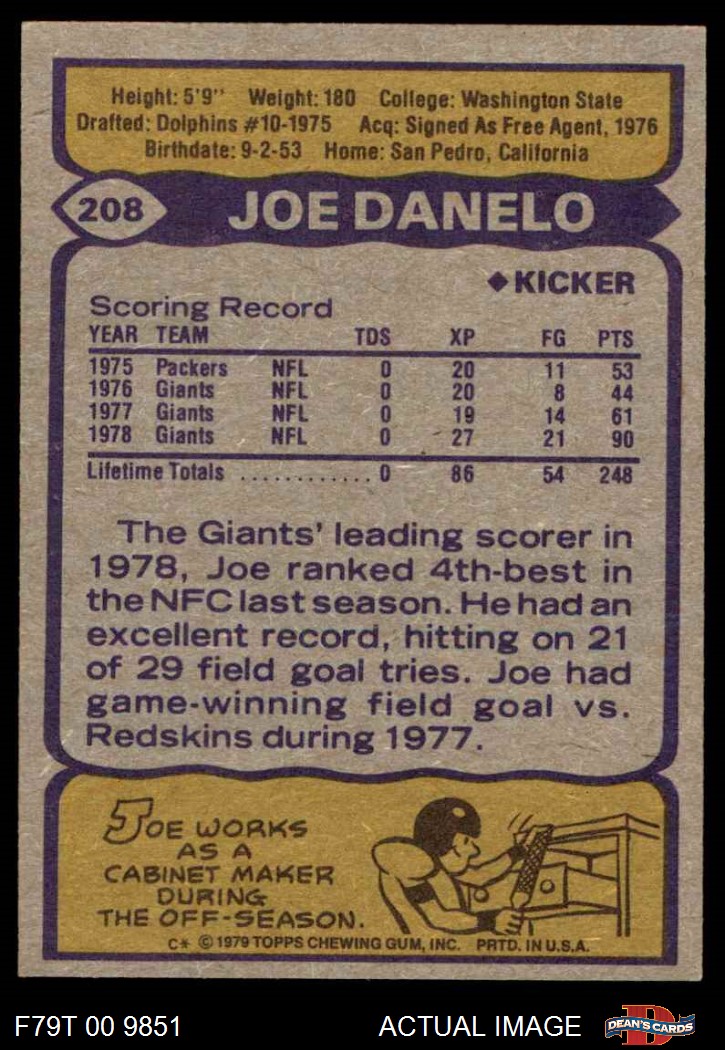 Height: 5'9" Weight: 180 College: Washington State
Drafted: Dolphins #10-1975 Acq: Signed As Free Agent, 1976
Birthdate: 9-2-53 Home: San Pedro, California
208 JOE DANELO
◆ KICKER
Scoring Record
YEAR TEAM TDS XP FG PTS
1975 Packers NFL 0 20 11 53
1976 Giants NFL 0 20 8 44
1977 Giants NFL 0 19 14 61
1978 Giants NFL 0 27 21 90
Lifetime Totals ............ 0 86 54 248
The Giants' leading scorer in
1978, Joe ranked 4th-best in
the NFC last season. He had an
excellent record, hitting on 21
of 29 field goal tries. Joe had
game-winning field goal vs.
Redskins during 1977.
JOE WORKS
AS A
CABINET MAKER
DURING
THE OFF-SEASON.
C* © 1979 TOPPS CHEWING GUM, INC. PRTD. IN U.S.A.
F79T 00 9851 ACTUAL IMAGE D DEAN'S CARDS